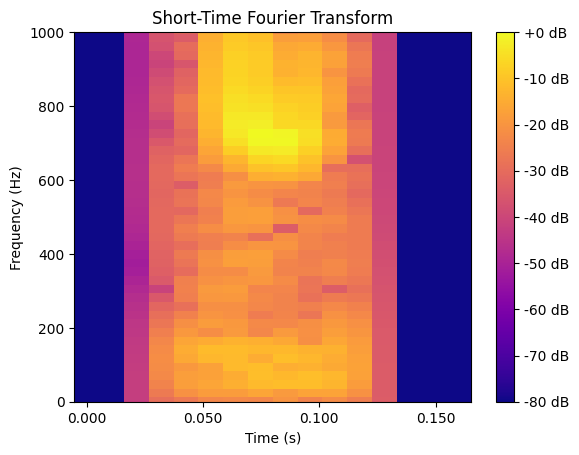 Short-Time Fourier Transform
1000
800
600
400
200
0
Frequency (Hz)
0.000
0.050
0.100
0.150
Time (s)
+0 dB
-10 dB
-20 dB
-30 dB
-40 dB
-50 dB
-60 dB
-70 dB
-80 dB